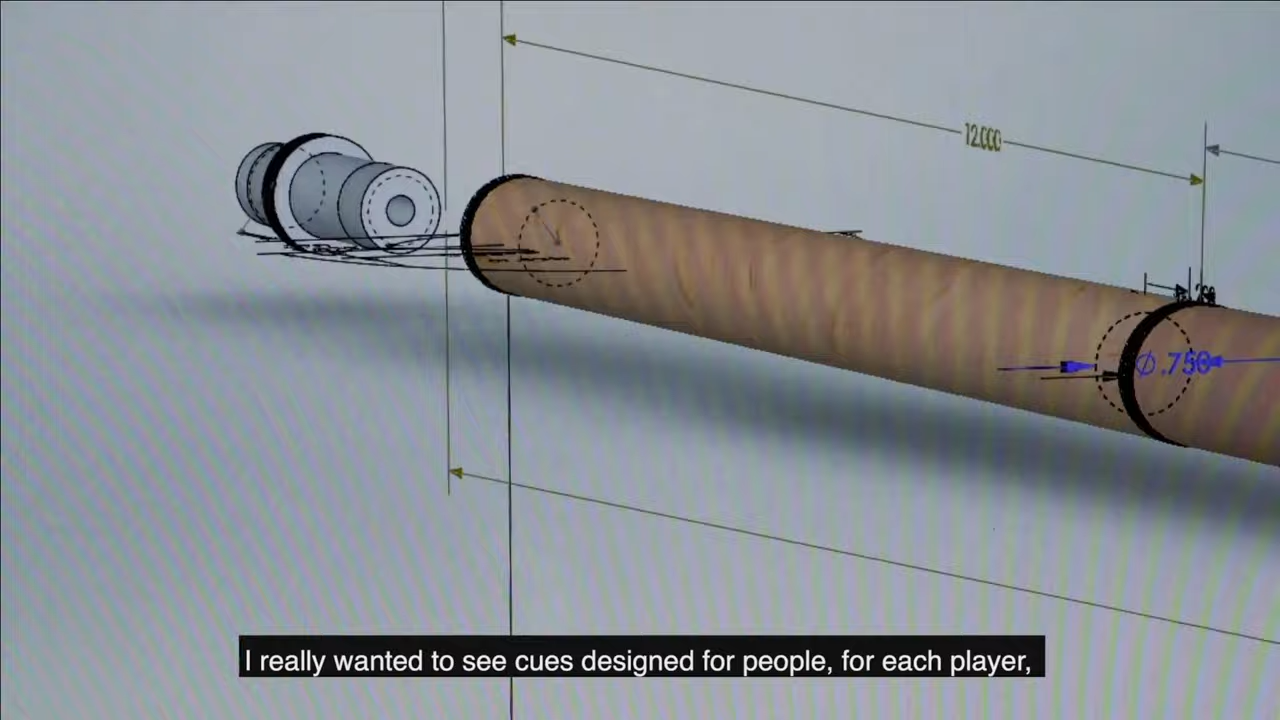 12.000
Ø.750
I really wanted to see cues designed for people, for each player,